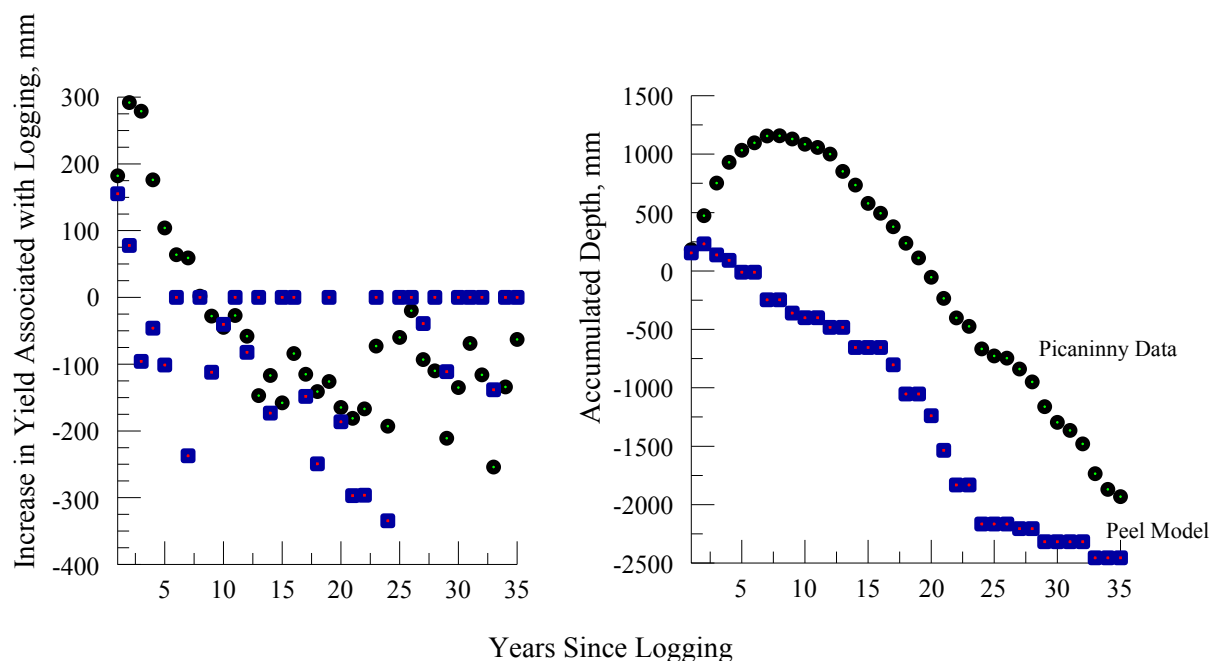 Increase in Yield Associated with Logging, mm
300
200
100
0
-100
-200
-300
-400
5 10 15 20 25 30 35
Accumulated Depth, mm
1500
1000
500
0
-500
-1000
-1500
-2000
-2500
5 10 15 20 25 30 35
Picaninny Data
Peel Model
Years Since Logging